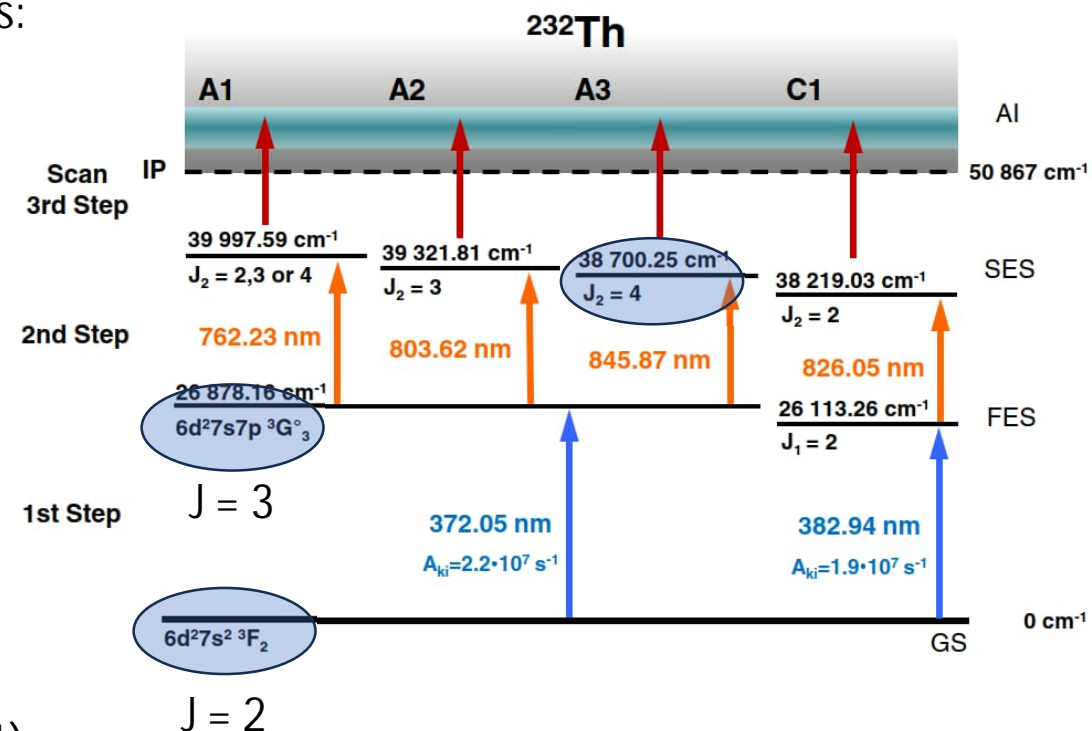 s:
²³²Th
A1 A2 A3 C1
AI
IP
50 867 cm⁻¹
Scan
3rd Step
39 997.59 cm⁻¹
J₂ = 2,3 or 4
39 321.81 cm⁻¹
J₂ = 3
38 700.25 cm⁻¹
J₂ = 4
38 219.03 cm⁻¹
J₂ = 2
SES
2nd Step
762.23 nm
803.62 nm
845.87 nm
826.05 nm
26 878.16 cm⁻¹
6d²7s7p ³G°₃
26 113.26 cm⁻¹
J₁ = 2
FES
J = 3
1st Step
372.05 nm
Aₖᵢ=2.2•10⁷ s⁻¹
382.94 nm
Aₖᵢ=1.9•10⁷ s⁻¹
6d²7s² ³F₂
0 cm⁻¹
GS
J = 2